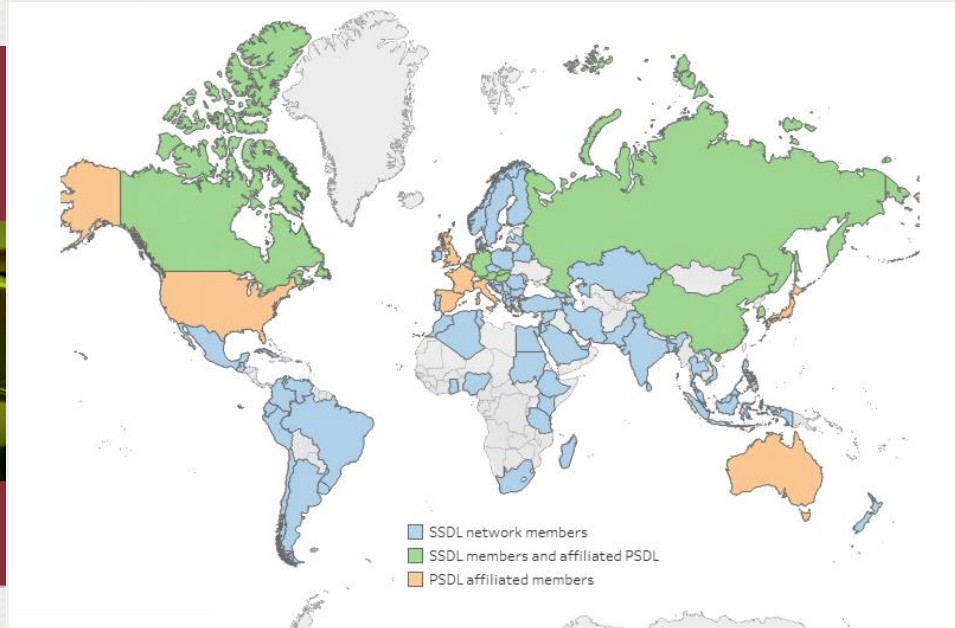 SSDL network members
SSDL members and affiliated PSDL
PSDL affiliated members